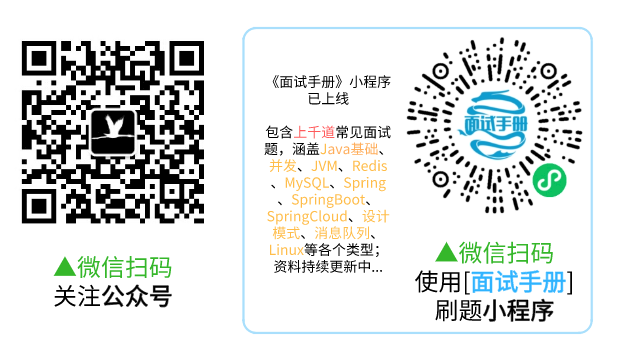 ▲微信扫码
关注公众号
《面试手册》小程序
已上线
包含上千道常见面试
题，涵盖Java基础、
并发、JVM、Redis
、MySQL、Spring
、SpringBoot、
SpringCloud、设计
模式、消息队列、
Linux等各个类型；
资料持续更新中...
面试手册
▲微信扫码
使用[面试手册]
刷题小程序